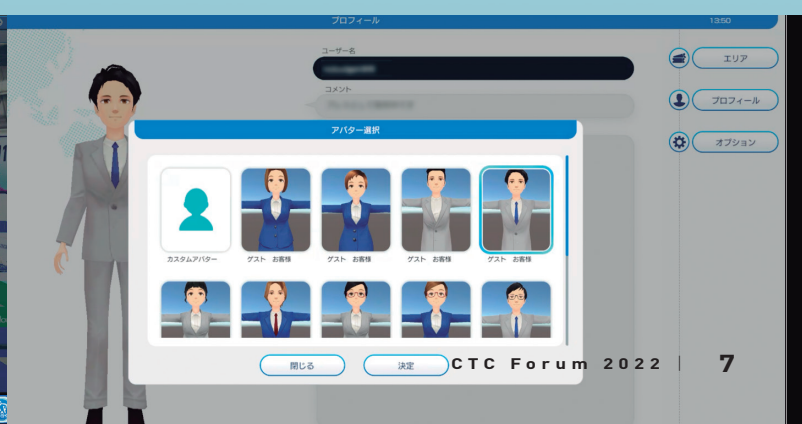 プロフィール
13:50
ユーザー名
コメント
エリア
プロフィール
オプション
アバター選択
カスタムアバター
ゲスト お客様
ゲスト お客様
ゲスト お客様
ゲスト お客様
閉じる
決定
CTC Forum 2022 | 7